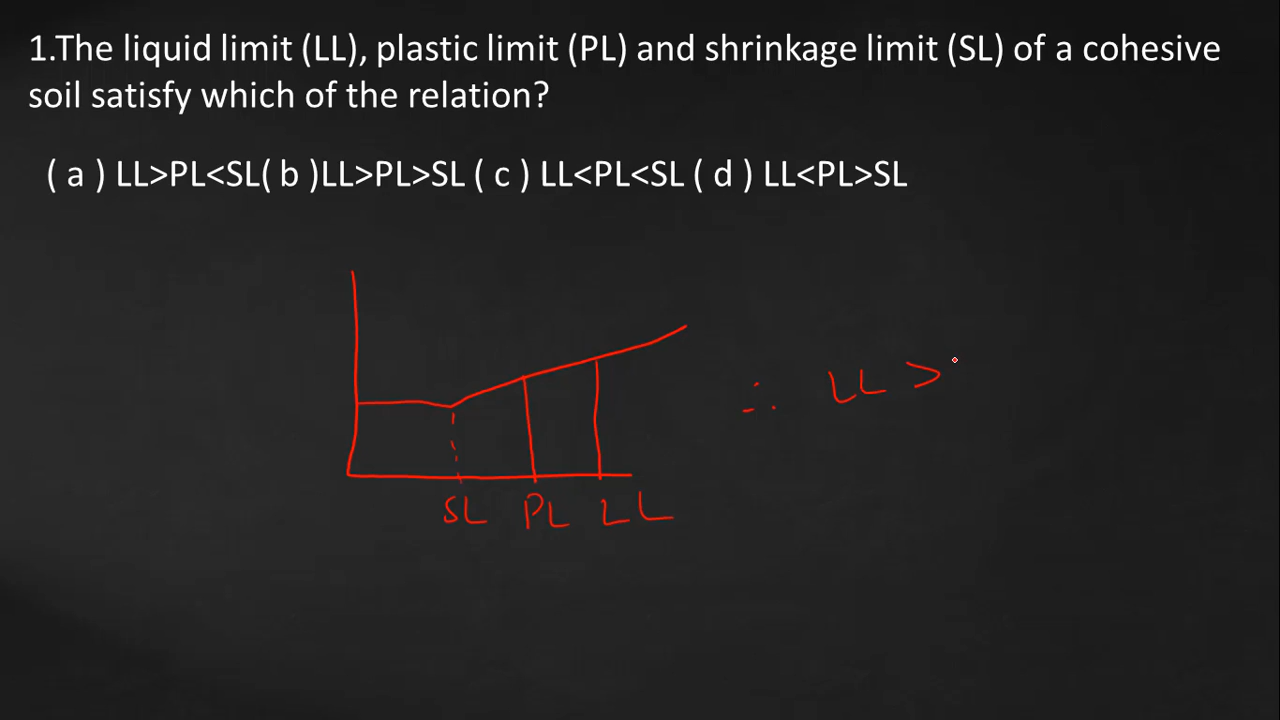 1.The liquid limit (LL), plastic limit (PL) and shrinkage limit (SL) of a cohesive
soil satisfy which of the relation?
( a ) LL>PL<SL( b )LL>PL>SL ( c ) LL<PL<SL ( d ) LL<PL>SL
∴ LL >
SL PL LL